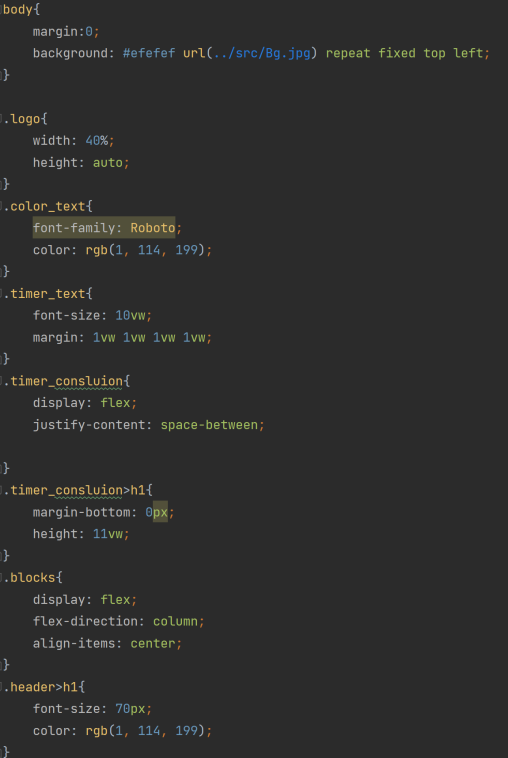 body{
    margin:0;
    background: #efefef url(../src/Bg.jpg) repeat fixed top left;
}

.logo{
    width: 40%;
    height: auto;
}
.color_text{
    font-family: Roboto;
    color: rgb(1, 114, 199);
}
.timer_text{
    font-size: 10vw;
    margin: 1vw 1vw 1vw 1vw;
}
.timer_consluion{
    display: flex;
    justify-content: space-between;

}
.timer_consluion>h1{
    margin-bottom: 0px;
    height: 11vw;
}
.blocks{
    display: flex;
    flex-direction: column;
    align-items: center;
}
.header>h1{
    font-size: 70px;
    color: rgb(1, 114, 199);
}